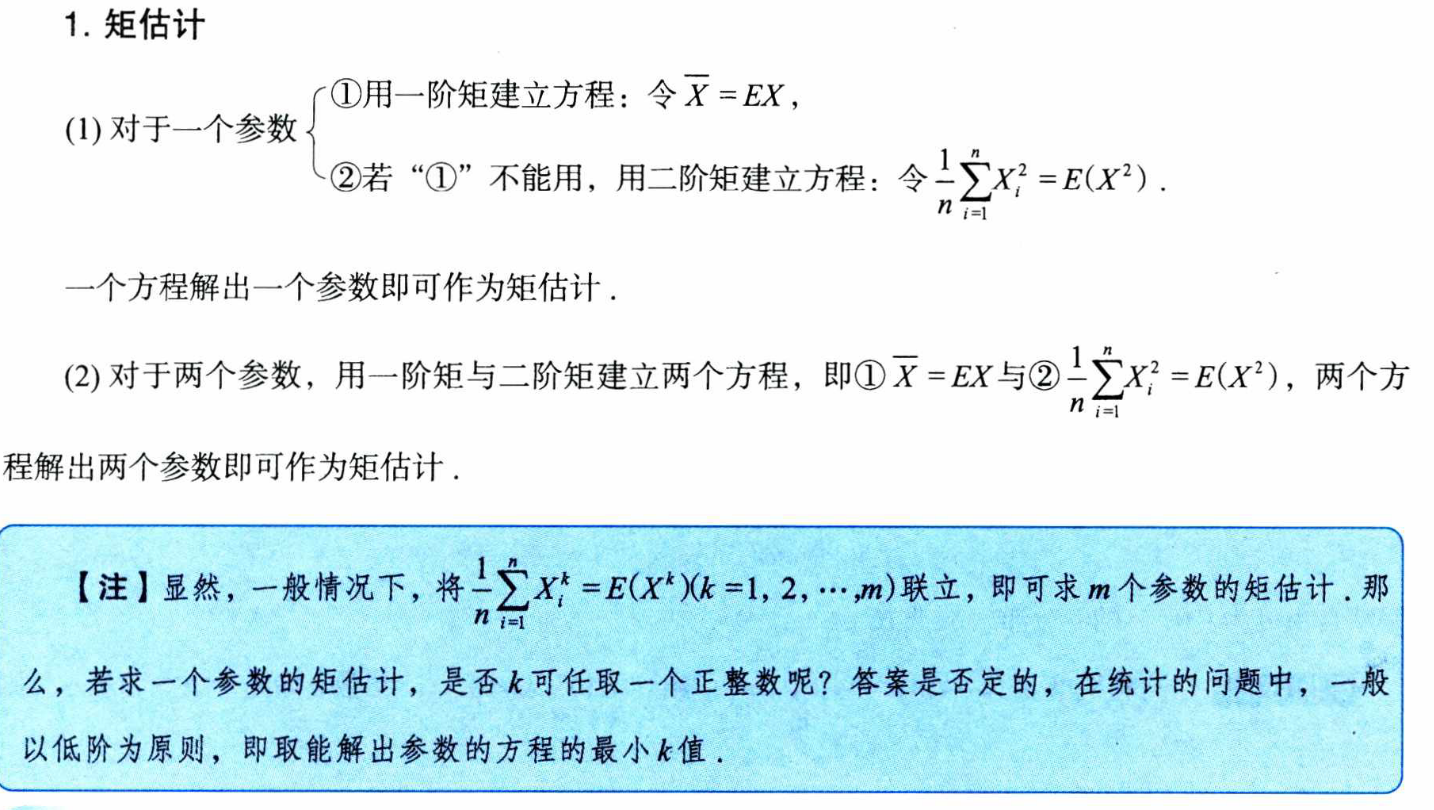 1. 矩估计
(1) 对于一个参数 { ①用一阶矩建立方程：令 $\overline{X}=EX$，
②若“①”不能用，用二阶矩建立方程：令 $\frac{1}{n}\sum_{i=1}^{n}X_i^2=E(X^2)$．
一个方程解出一个参数即可作为矩估计．
(2) 对于两个参数，用一阶矩与二阶矩建立两个方程，即① $\overline{X}=EX$ 与② $\frac{1}{n}\sum_{i=1}^{n}X_i^2=E(X^2)$，两个方
程解出两个参数即可作为矩估计．
【注】显然，一般情况下，将 $\frac{1}{n}\sum_{i=1}^{n}X_i^k=E(X^k)(k=1, 2, \cdots, m)$ 联立，即可求 m 个参数的矩估计．那
么，若求一个参数的矩估计，是否 k 可任取一个正整数呢？答案是否定的，在统计的问题中，一般
以低阶为原则，即取能解出参数的方程的最小 k 值．